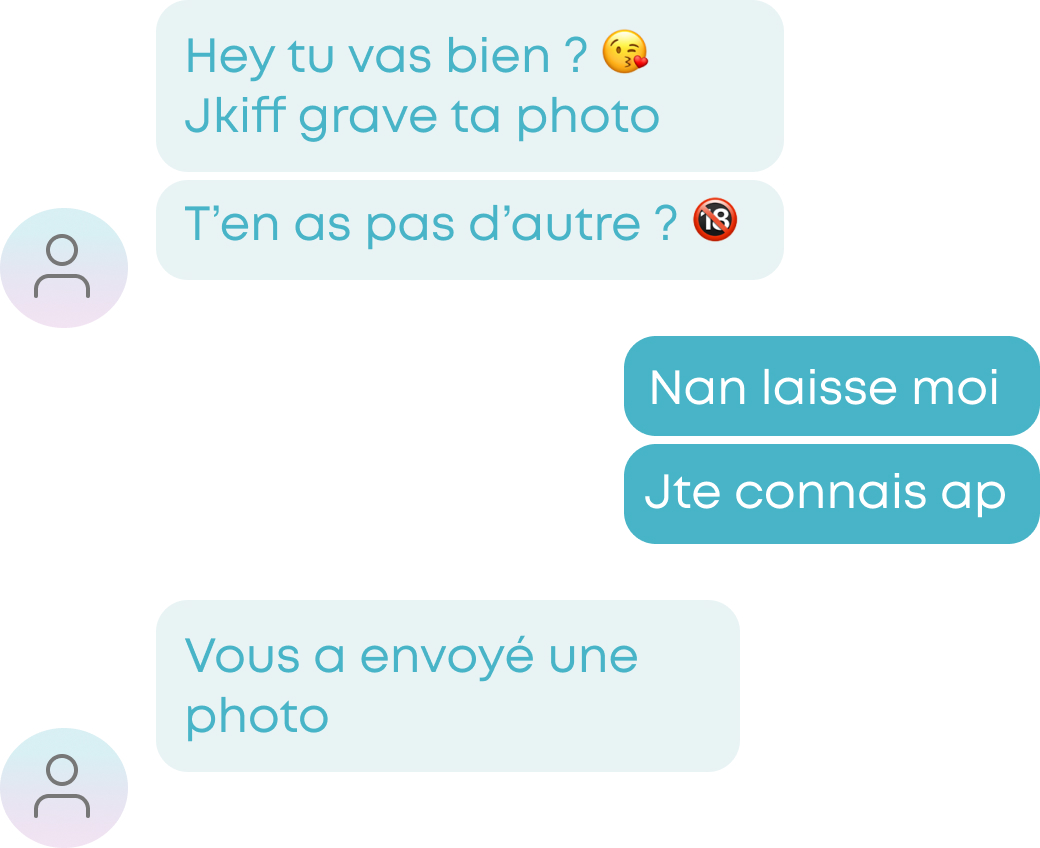 Hey tu vas bien ? 😘
Jkiff grave ta photo
T’en as pas d’autre ? 🔞
Nan laisse moi
Jte connais ap
Vous a envoyé une
photo